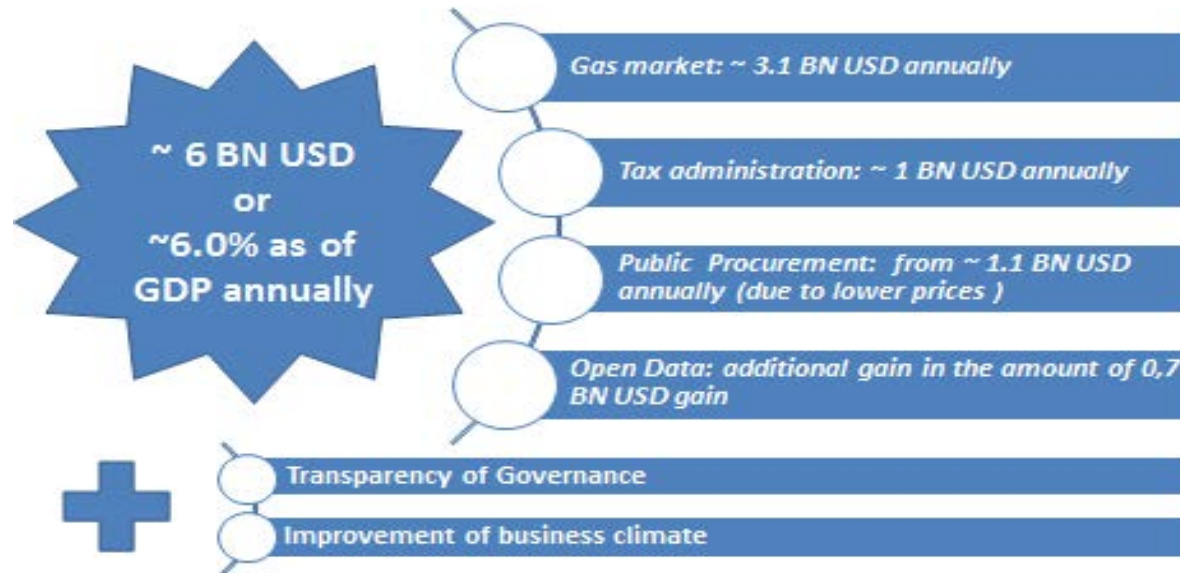 ~ 6 BN USD
or
~6.0% as of
GDP annually
Gas market: ~ 3.1 BN USD annually
Tax administration: ~ 1 BN USD annually
Public Procurement: from ~ 1.1 BN USD
annually (due to lower prices )
Open Data: additional gain in the amount of 0,7
BN USD gain
Transparency of Governance
Improvement of business climate